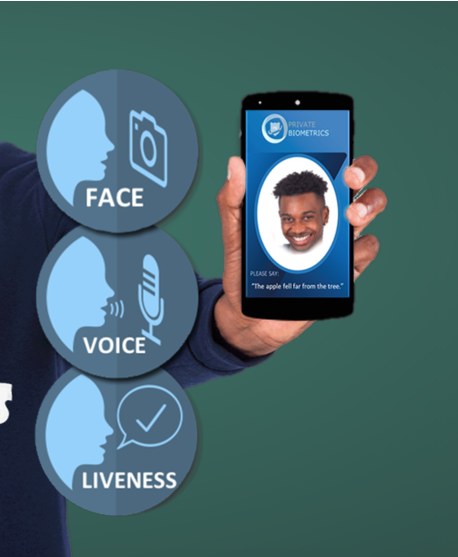 FACE
PRIVATE
BIOMETRICS
VOICE
PLEASE SAY:
"The apple fell far from the tree."
LIVENESS